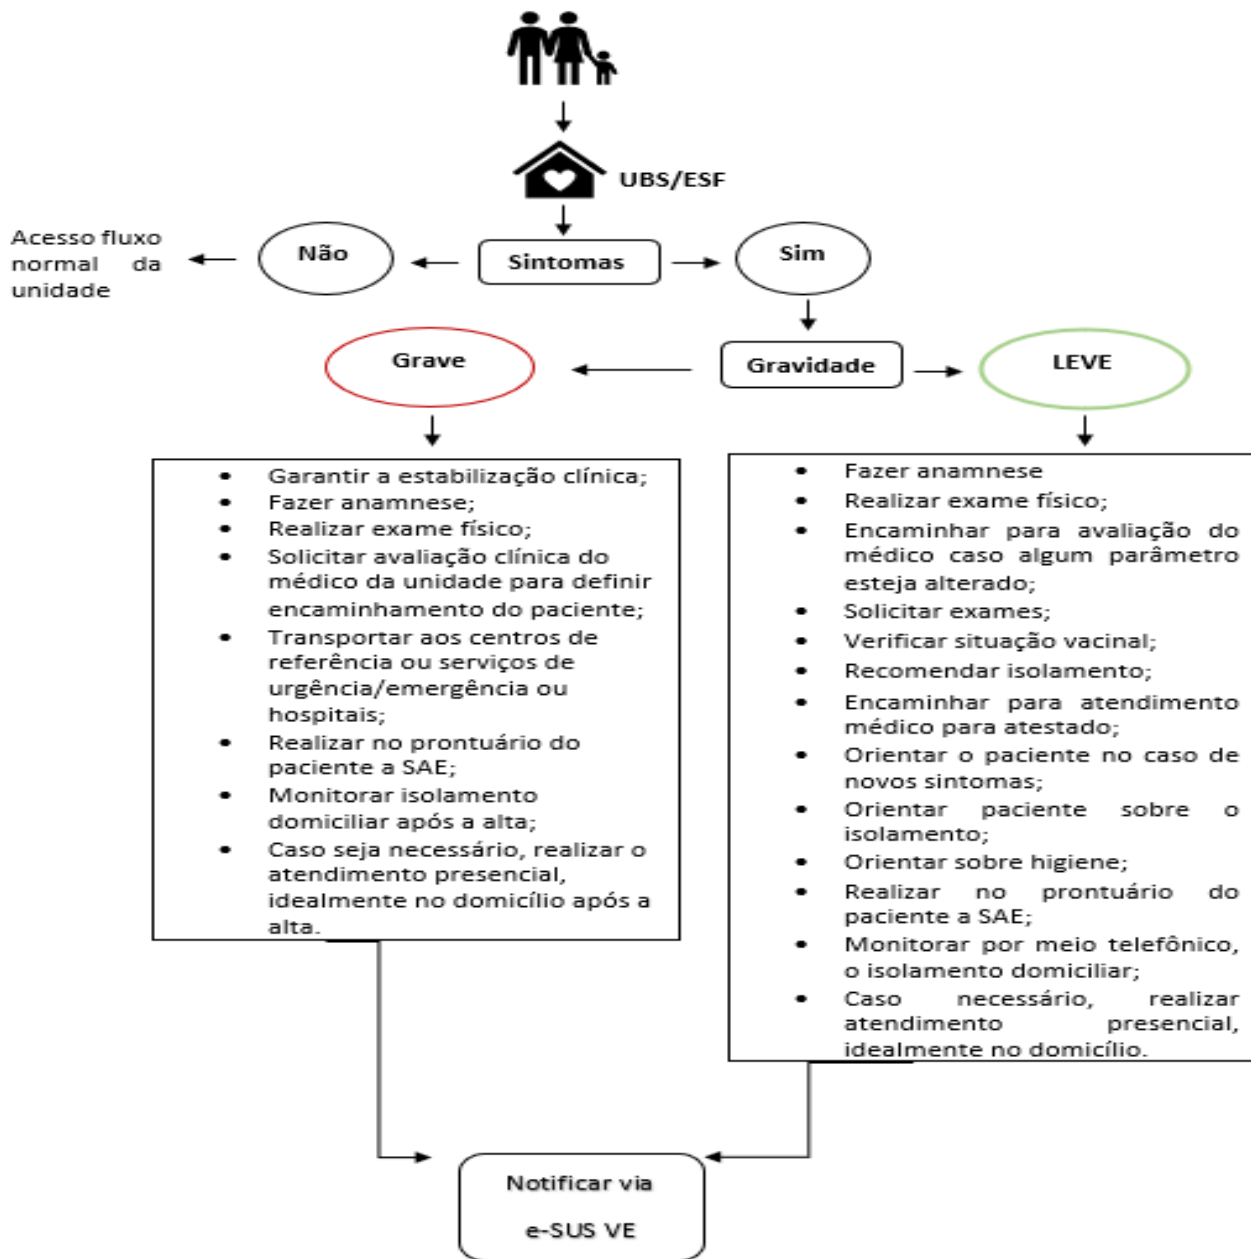 UBS/ESF
Acesso fluxo
normal da
unidade
Não
Sintomas
Sim
Grave
Gravidade
LEVE
• Garantir a estabilização clínica;
• Fazer anamnese;
• Realizar exame físico;
• Solicitar avaliação clínica do
médico da unidade para definir
encaminhamento do paciente;
• Transportar aos centros de
referência ou serviços de
urgência/emergência ou
hospitais;
• Realizar no prontuário do
paciente a SAE;
• Monitorar isolamento
domiciliar após a alta;
• Caso seja necessário, realizar o
atendimento presencial,
idealmente no domicílio após a
alta.
• Fazer anamnese
• Realizar exame físico;
• Encaminhar para avaliação do
médico caso algum parâmetro
esteja alterado;
• Solicitar exames;
• Verificar situação vacinal;
• Recomendar isolamento;
• Encaminhar para atendimento
médico para atestado;
• Orientar o paciente no caso de
novos sintomas;
• Orientar paciente sobre o
isolamento;
• Orientar sobre higiene;
• Realizar no prontuário do
paciente a SAE;
• Monitorar por meio telefônico,
o isolamento domiciliar;
• Caso necessário, realizar
atendimento presencial,
idealmente no domicílio.
Notificar via
e-SUS VE